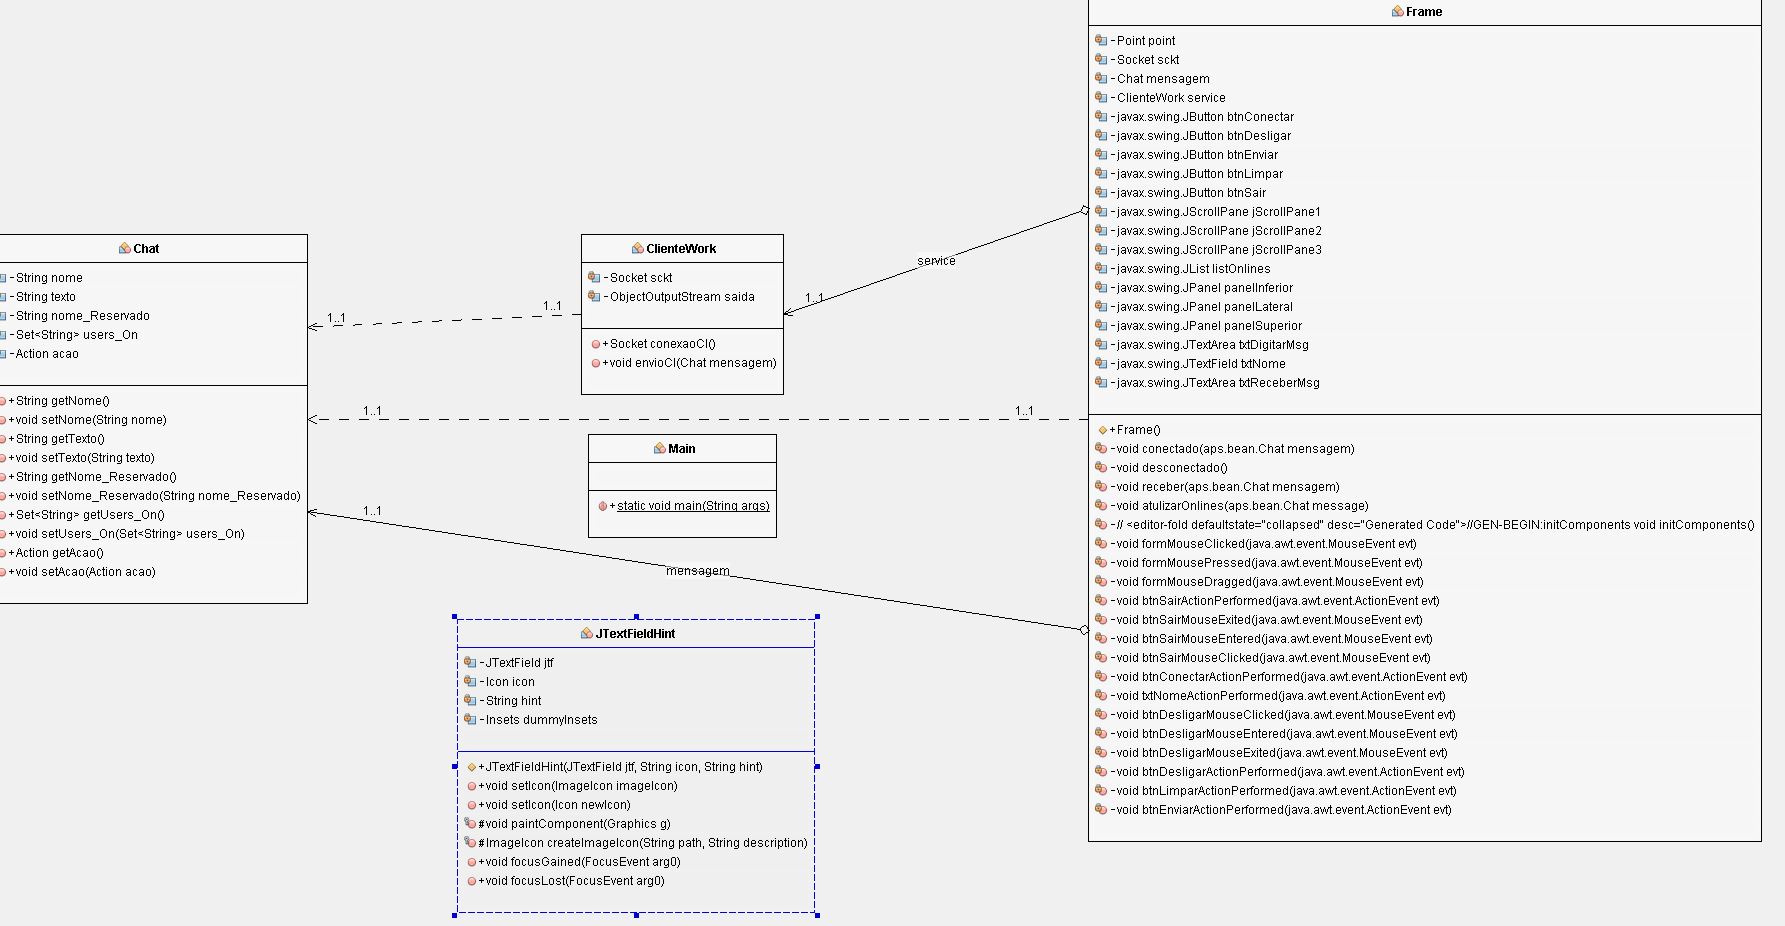 Frame
-Point point
-Socket sckt
-Chat mensagem
-ClienteWork service
-javax.swing.JButton btnConectar
-javax.swing.JButton btnDesligar
-javax.swing.JButton btnEnviar
-javax.swing.JButton btnLimpar
-javax.swing.JButton btnSair
-javax.swing.JScrollPane jScrollPane1
-javax.swing.JScrollPane jScrollPane2
-javax.swing.JScrollPane jScrollPane3
-javax.swing.JList listOnlines
-javax.swing.JPanel panelInferior
-javax.swing.JPanel panelLateral
-javax.swing.JPanel panelSuperior
-javax.swing.JTextArea txtDigitarMsg
-javax.swing.JTextField txtNome
-javax.swing.JTextArea txtReceberMsg
+Frame()
-void conectado(aps.bean.Chat mensagem)
-void desconectado()
-void receber(aps.bean.Chat mensagem)
-void atulizarOnlines(aps.bean.Chat message)
-// <editor-fold defaultstate="collapsed" desc="Generated Code">//GEN-BEGIN:initComponents void initComponents()
-void formMouseClicked(java.awt.event.MouseEvent evt)
-void formMousePressed(java.awt.event.MouseEvent evt)
-void formMouseDragged(java.awt.event.MouseEvent evt)
-void btnSairActionPerformed(java.awt.event.ActionEvent evt)
-void btnSairMouseExited(java.awt.event.MouseEvent evt)
-void btnSairMouseEntered(java.awt.event.MouseEvent evt)
-void btnSairMouseClicked(java.awt.event.MouseEvent evt)
-void btnConectarActionPerformed(java.awt.event.ActionEvent evt)
-void txtNomeActionPerformed(java.awt.event.ActionEvent evt)
-void btnDesligarMouseClicked(java.awt.event.MouseEvent evt)
-void btnDesligarMouseEntered(java.awt.event.MouseEvent evt)
-void btnDesligarMouseExited(java.awt.event.MouseEvent evt)
-void btnDesligarActionPerformed(java.awt.event.ActionEvent evt)
-void btnLimparActionPerformed(java.awt.event.ActionEvent evt)
-void btnEnviarActionPerformed(java.awt.event.ActionEvent evt)
Chat
-String nome
-String texto
-String nome_Reservado
-Set<String> users_On
-Action acao
+String getNome()
+void setNome(String nome)
+String getTexto()
+void setTexto(String texto)
+String getNome_Reservado()
+void setNome_Reservado(String nome_Reservado)
+Set<String> getUsers_On()
+void setUsers_On(Set<String> users_On)
+Action getAcao()
+void setAcao(Action acao)
ClienteWork
-Socket sckt
-ObjectOutputStream saida
+Socket conexaoCl()
+void envioCl(Chat mensagem)
service
1..1
1..1
1..1
1..1
1..1
Main
+static void main(String args)
1..1
mensagem
JTextFieldHint
-JTextField jtf
-Icon icon
-String hint
-Insets dummyInsets
+JTextFieldHint(JTextField jtf, String icon, String hint)
+void setIcon(ImageIcon imageIcon)
+void setIcon(Icon newIcon)
#void paintComponent(Graphics g)
#ImageIcon createImageIcon(String path, String description)
+void focusGained(FocusEvent arg0)
+void focusLost(FocusEvent arg0)